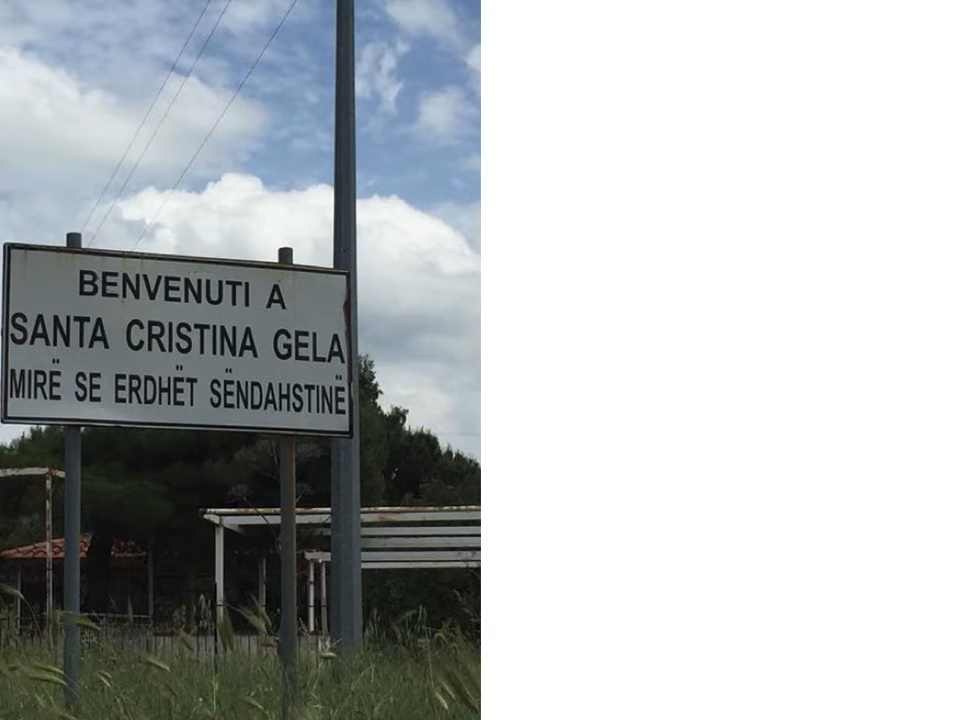 BENVENUTI A
SANTA CRISTINA GELA
MIRË SE ERDHËT SËNDAHSTINË